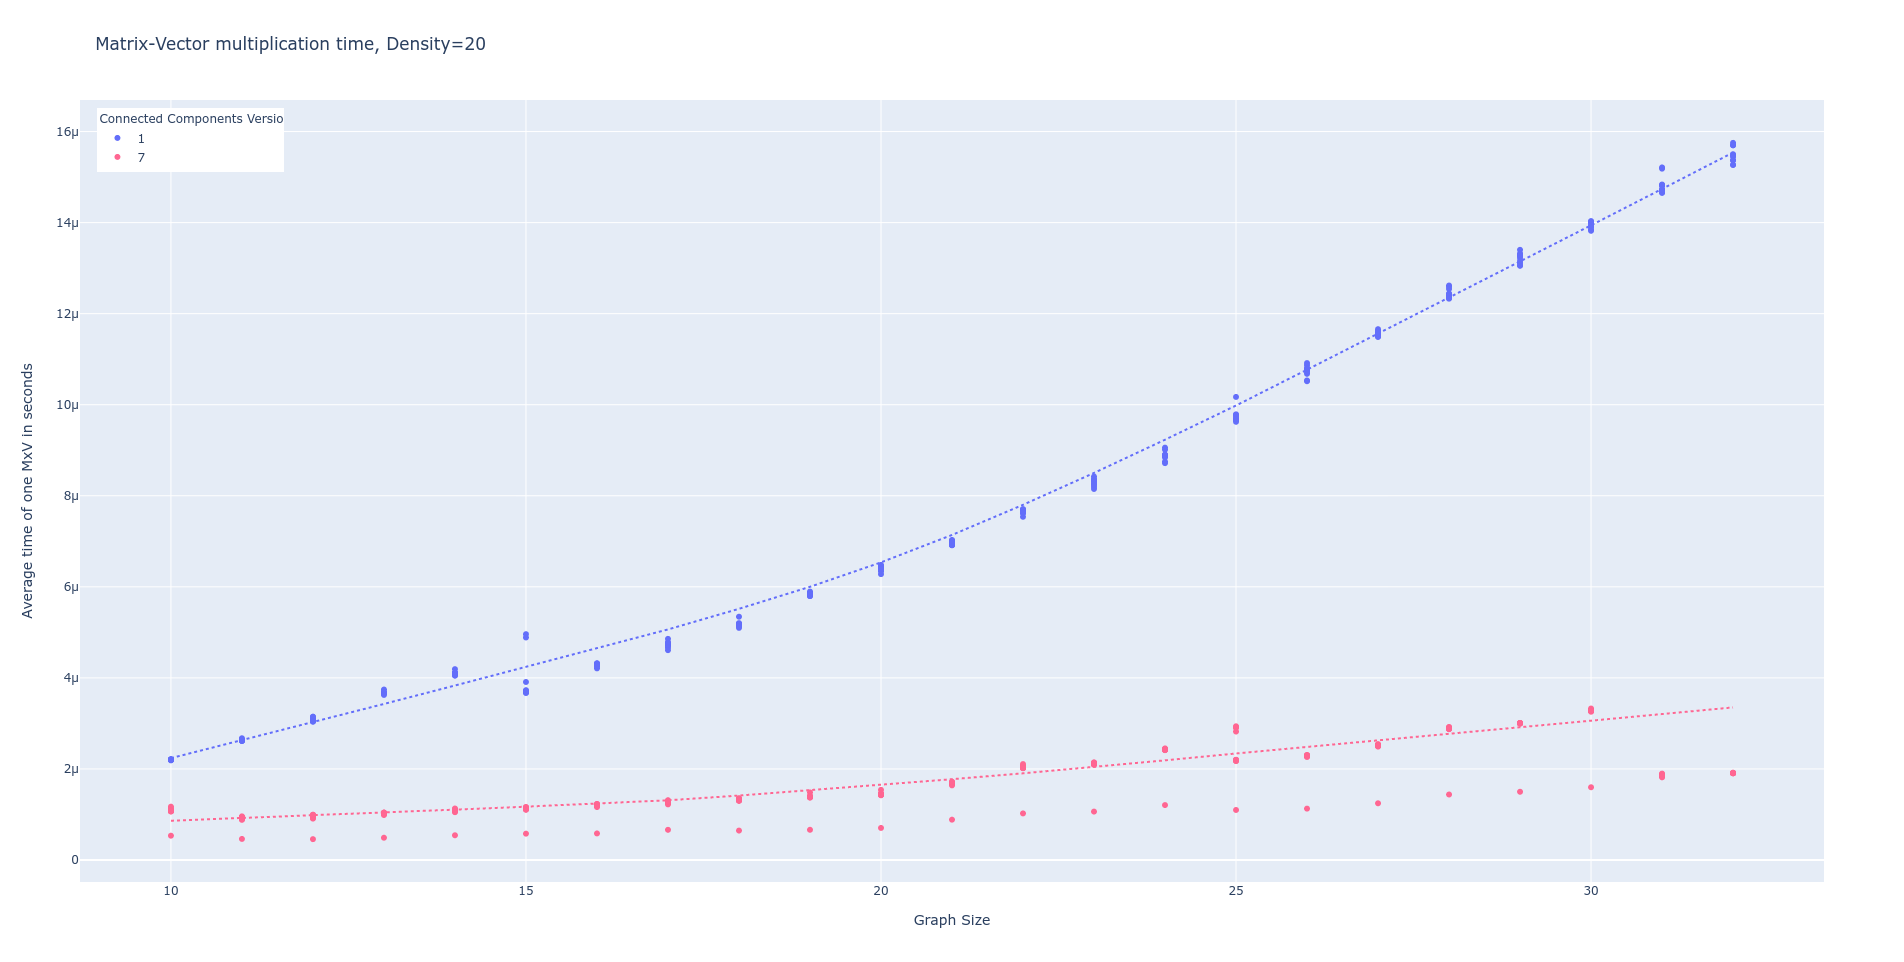 Matrix-Vector multiplication time, Density=20
Connected Components Versio
1
7
16μ
14μ
12μ
10μ
8μ
6μ
4μ
2μ
0
Average time of one MxV in seconds
10 15 20 25 30
Graph Size